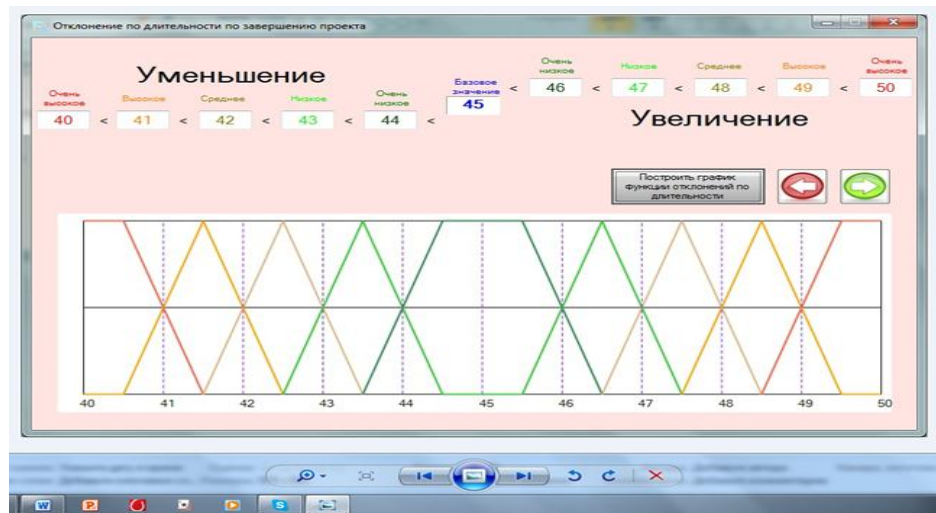 Отклонение по длительности по завершению проекта
Уменьшение
Очень
высокое
Высокое
Среднее
Низкое
Очень
низкое
Базовое
значение
Очень
низкое
Низкое
Среднее
Высокое
Очень
высокое
40 < 41 < 42 < 43 < 44 < 45 < 46 < 47 < 48 < 49 < 50
Увеличение
Построить график
функции отклонений по
длительности
40 41 42 43 44 45 46 47 48 49 50
W P S